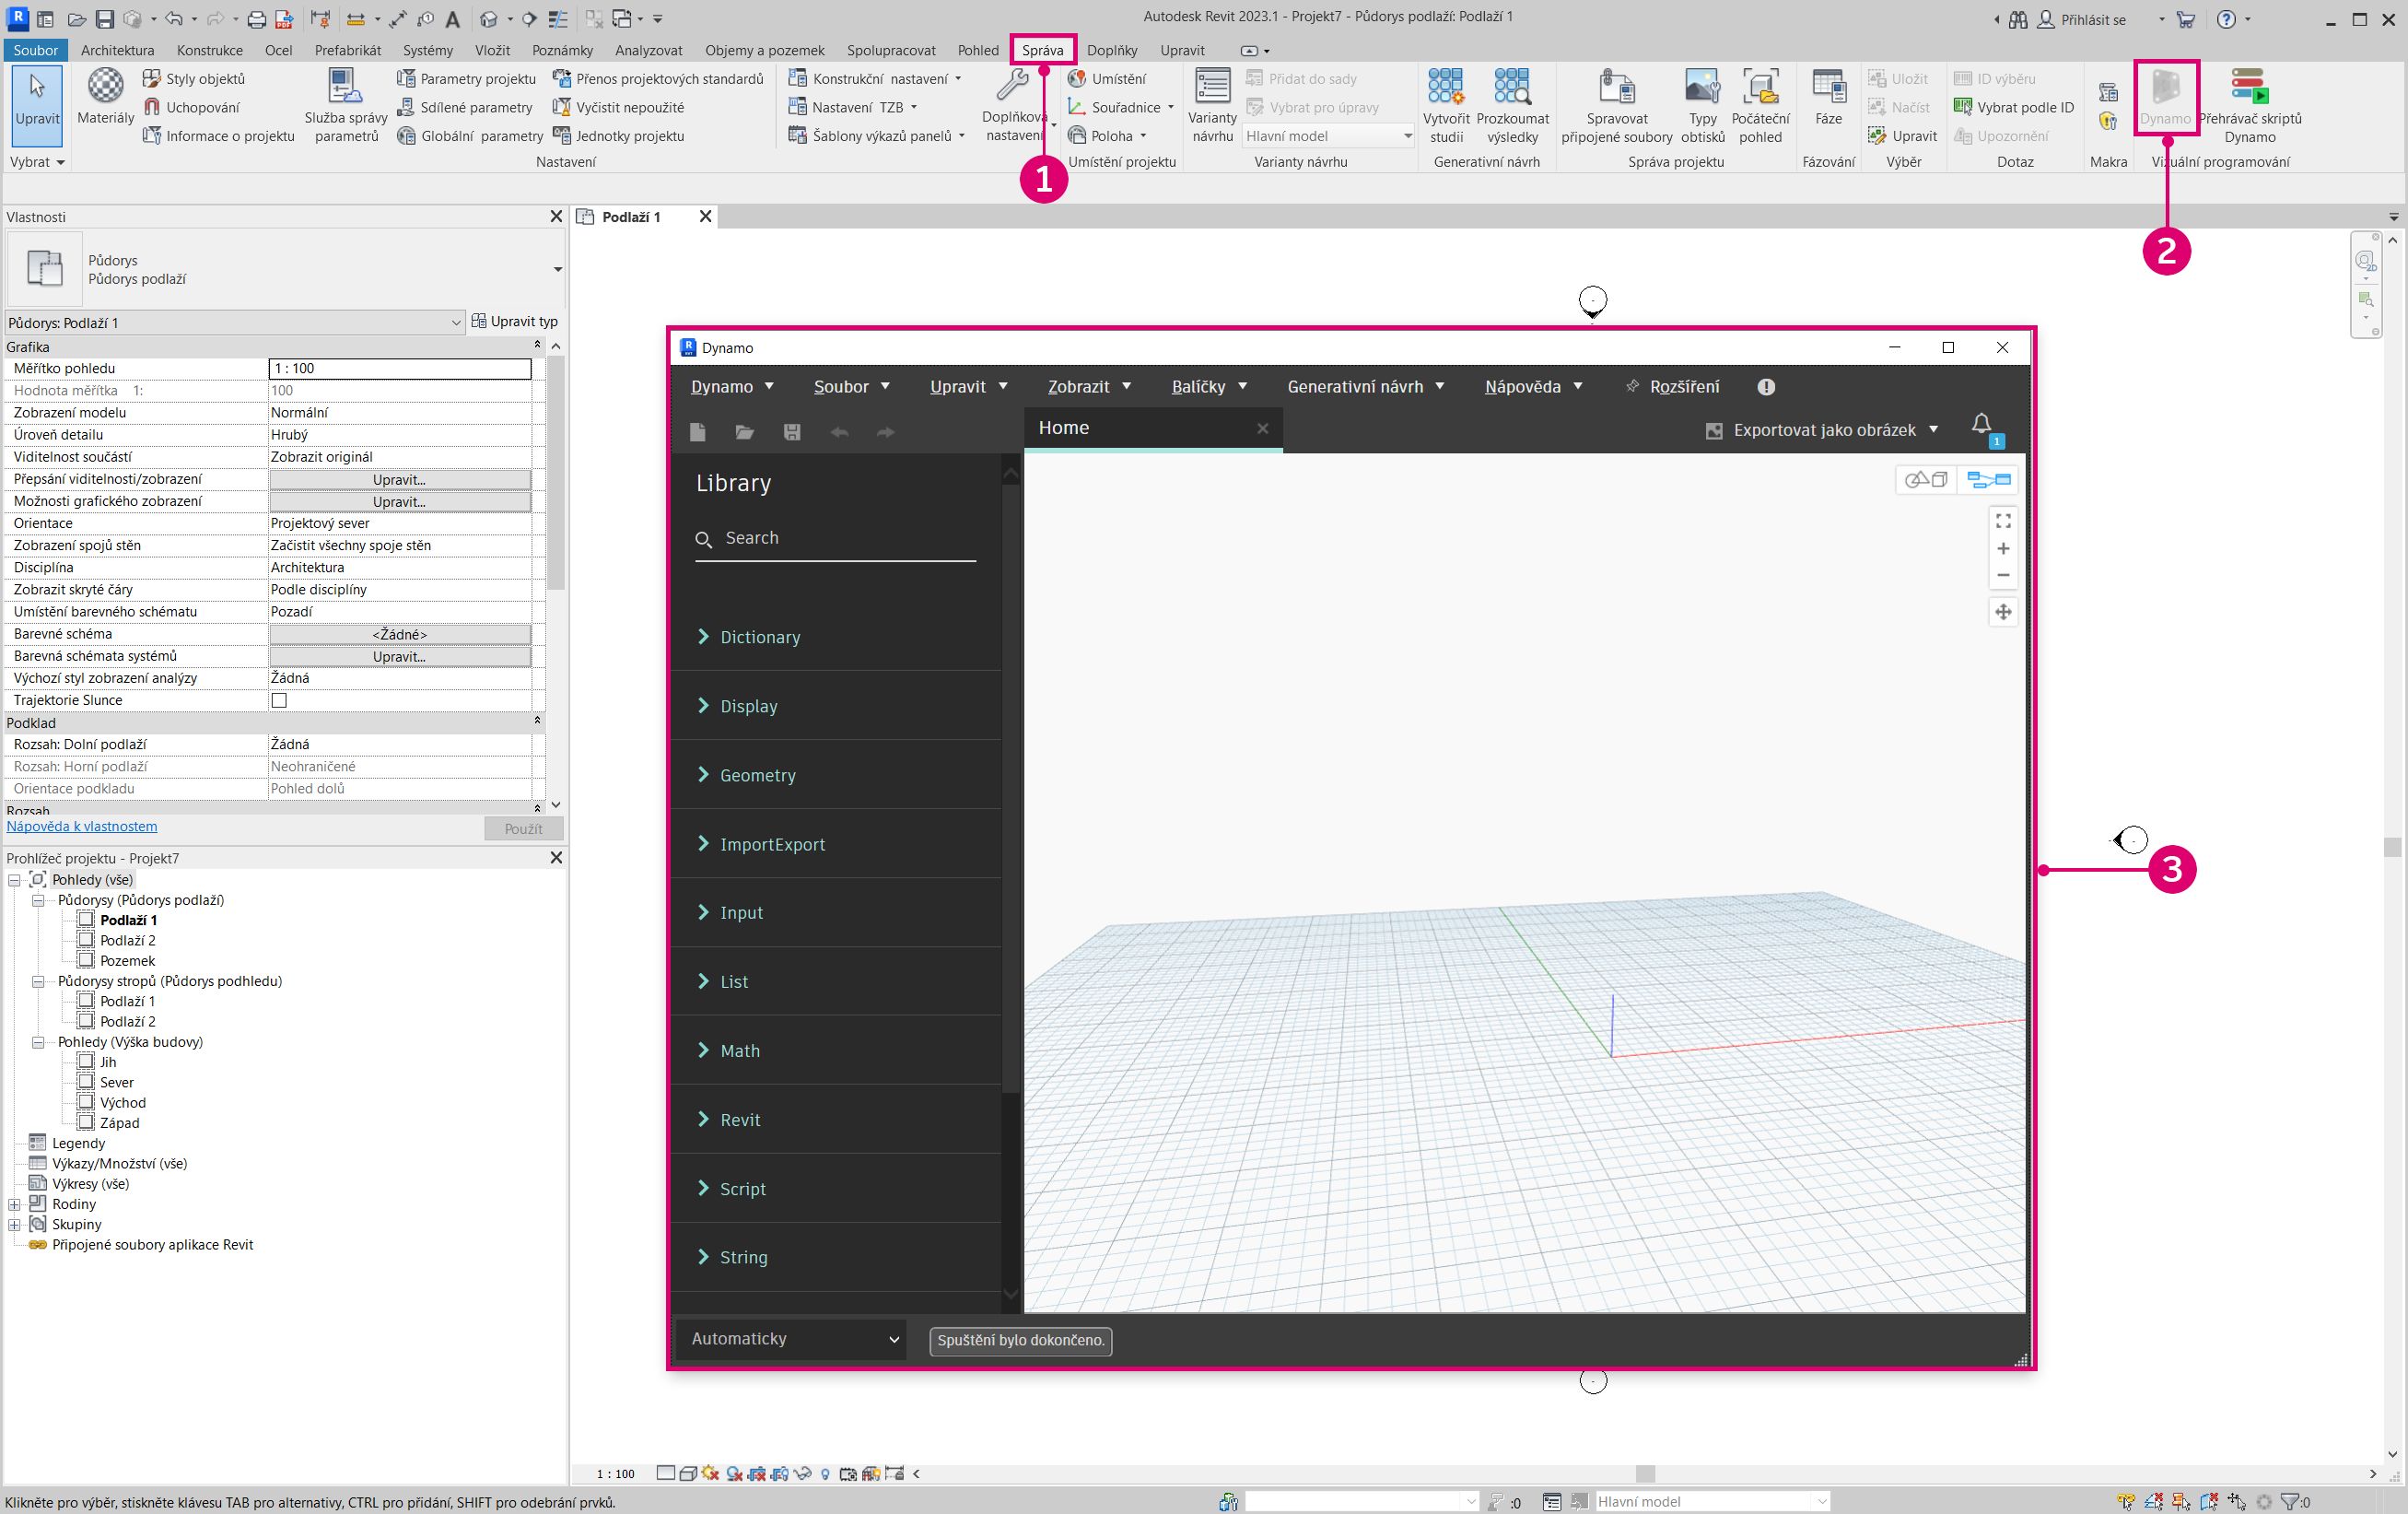 Autodesk Revit 2023.1 - Projekt7 - Půdorys podlaží: Podlaží 1
Přihlásit se
Soubor Architektura Konstrukce Ocel Prefabrikát Systémy Vložit Poznámky Analyzovat Objemy a pozemek Spolupracovat Pohled Správa Doplňky Upravit
Upravit
Vybrat
Materiály
Styly objektů
Uchopování
Informace o projektu
Služba správy
parametrů
Parametry projektu
Sdílené parametry
Globální parametry
Přenos projektových standardů
Vyčistit nepoužité
Jednotky projektu
Nastavení
Konstrukční nastavení
Nastavení TZB
Šablony výkazů panelů
Doplňková
nastavení
1
Umístění
Souřadnice
Poloha
Umístění projektu
Varianty
návrhu
Přidat do sady
Vybrat pro úpravy
Hlavní model
Varianty návrhu
Vytvořit
studii
Prozkoumat
výsledky
Generativní návrh
Spravovat
připojené soubory
Typy
obtisků
Počáteční
pohled
Správa projektu
Fáze
Fázování
Uložit
Načíst
Upravit
Výběr
ID výběru
Vybrat podle ID
Upozornění
Dotaz
Makra
Dynamo
Přehrávač skriptů
Dynamo
Vizuální programování
2
Vlastnosti
Půdorys
Půdorys podlaží
Půdorys: Podlaží 1
Upravit typ
Grafika
Měřítko pohledu 1 : 100
Hodnota měřítka 1: 100
Zobrazení modelu Normální
Úroveň detailu Hrubý
Viditelnost součástí Zobrazit originál
Přepsání viditelnosti/zobrazení Upravit...
Možnosti grafického zobrazení Upravit...
Orientace Projektový sever
Zobrazení spojů stěn Začistit všechny spoje stěn
Disciplína Architektura
Zobrazit skryté čáry Podle disciplíny
Umístění barevného schématu Pozadí
Barevné schéma <Žádné>
Barevná schémata systémů Upravit...
Výchozí styl zobrazení analýzy Žádná
Trajektorie Slunce
Podklad
Rozsah: Dolní podlaží Žádná
Rozsah: Horní podlaží Neohraničené
Orientace podkladu Pohled dolů
Rozsah
Nápověda k vlastnostem
Použít
Prohlížeč projektu - Projekt7
Pohledy (vše)
Půdorysy (Půdorys podlaží)
Podlaží 1
Podlaží 2
Pozemek
Půdorysy stropů (Půdorys podhledu)
Podlaží 1
Podlaží 2
Pohledy (Výška budovy)
Jih
Sever
Východ
Západ
Legendy
Výkazy/Množství (vše)
Výkresy (vše)
Rodiny
Skupiny
Připojené soubory aplikace Revit
Podlaží 1
2D
Dynamo
Dynamo Soubor Upravit Zobrazit Balíčky Generativní návrh Nápověda Rozšíření
Home
Exportovat jako obrázek
1
Library
Search
Dictionary
Display
Geometry
ImportExport
Input
List
Math
Revit
Script
String
Automaticky
Spuštění bylo dokončeno.
3
1 : 100
Klikněte pro výběr, stiskněte klávesu TAB pro alternativy, CTRL pro přidání, SHIFT pro odebrání prvků.
:0
Hlavní model
:0